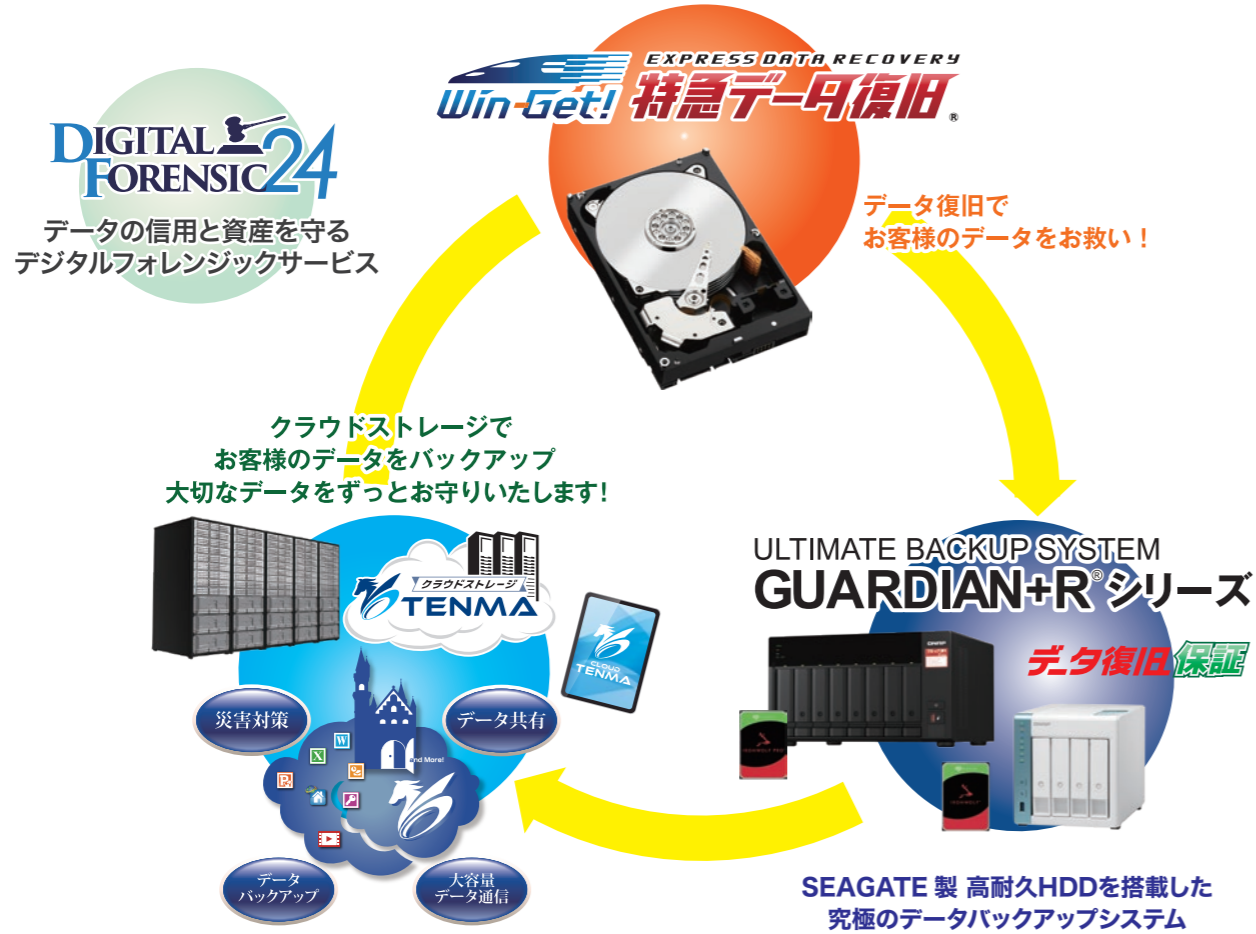 EXPRESS DATA RECOVERY
Win-Get! 特急データ復旧®
DIGITAL
FORENSIC24
データの信用と資産を守る
デジタルフォレンジックサービス
データ復旧で
お客様のデータをお救い！
クラウドストレージで
お客様のデータをバックアップ
大切なデータをずっとお守りいたします!
クラウドストレージ
TENMA
CLOUD
TENMA
災害対策
データ共有
W
X
P
and More!
データ
バックアップ
大容量
データ通信
ULTIMATE BACKUP SYSTEM
GUARDIAN+R®シリーズ
データ復旧 保証
QNAP
IRONWOLF PRO
IRONWOLF
SEAGATE 製 高耐久HDDを搭載した
究極のデータバックアップシステム